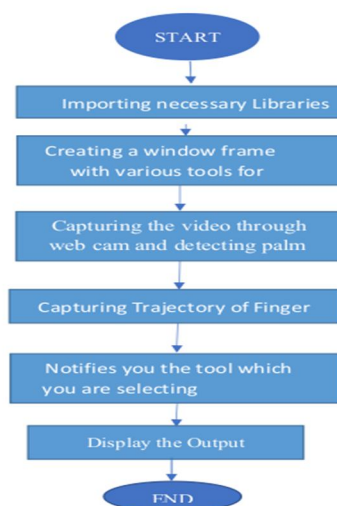 START
Importing necessary Libraries
Creating a window frame
with various tools for
Capturing the video through
web cam and detecting palm
Capturing Trajectory of Finger
Notifies you the tool which
you are selecting
Display the Output
END